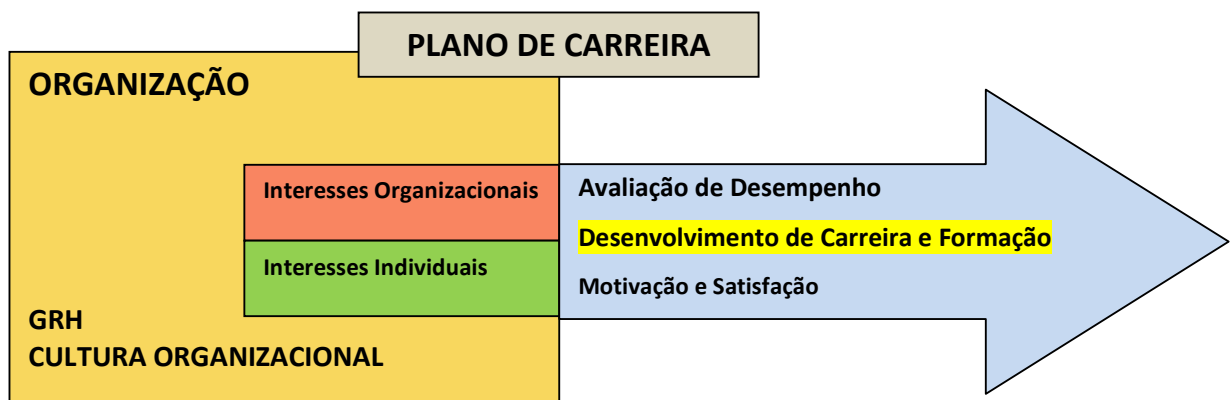 PLANO DE CARREIRA
ORGANIZAÇÃO
Interesses Organizacionais
Interesses Individuais
Avaliação de Desempenho
Desenvolvimento de Carreira e Formação
Motivação e Satisfação
GRH
CULTURA ORGANIZACIONAL